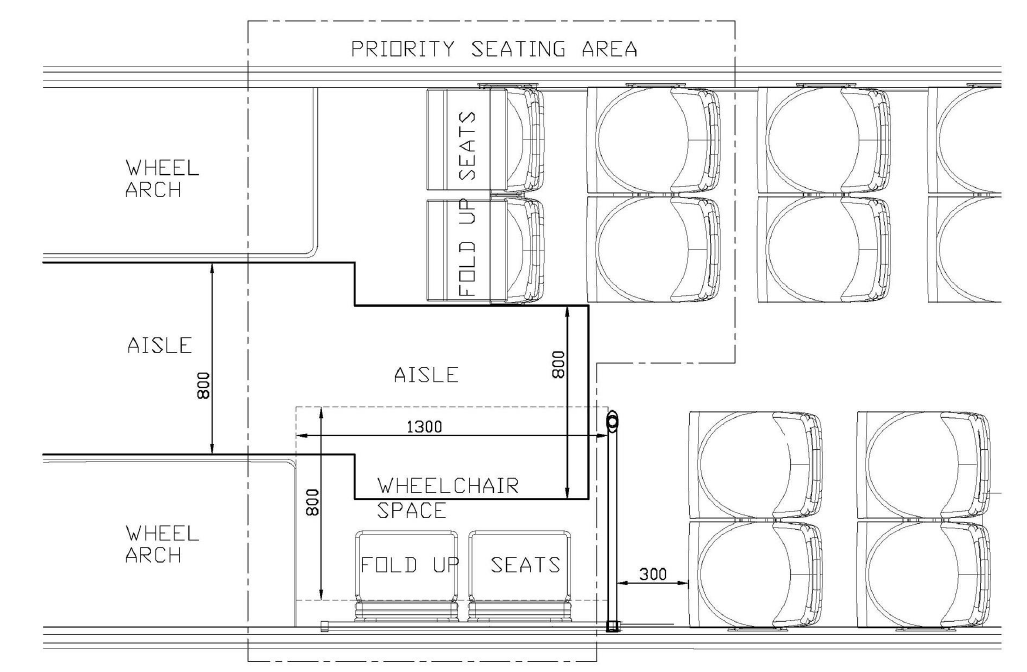 PRIORITY SEATING AREA
WHEEL
ARCH
FOLD UP SEATS
AISLE
800
AISLE
800
1300
WHEELCHAIR
SPACE
800
WHEEL
ARCH
FOLD UP SEATS
300